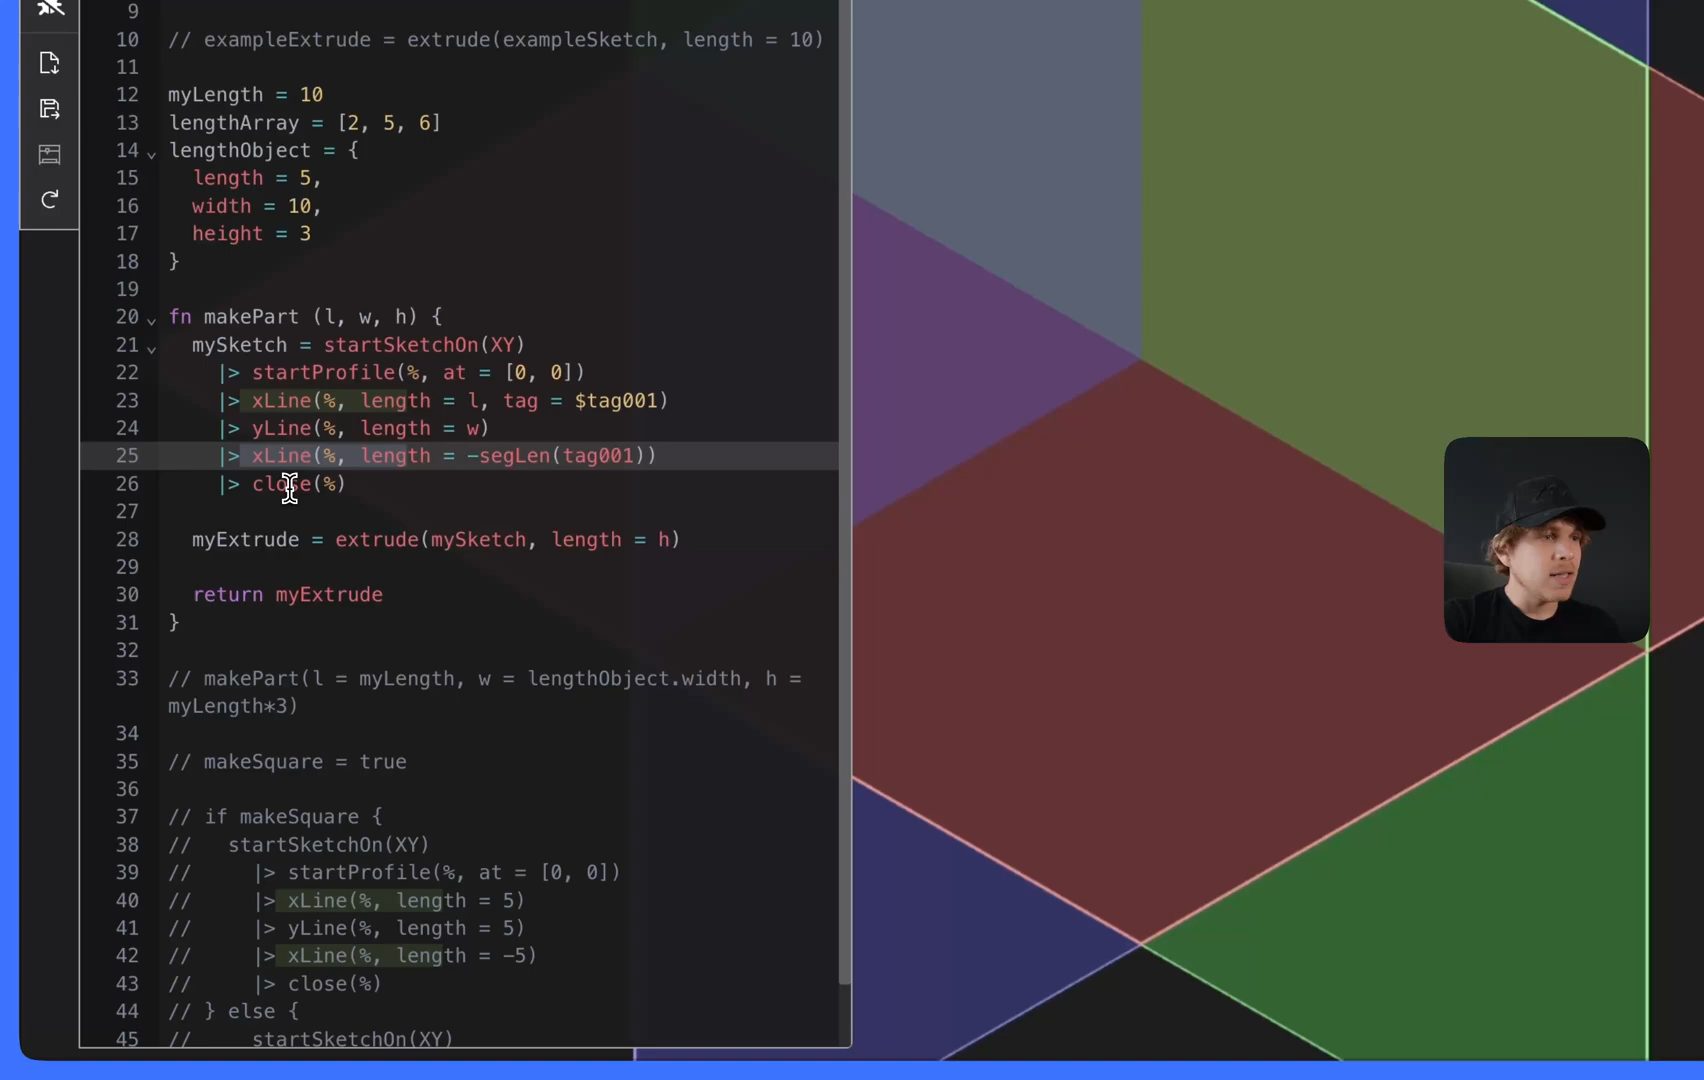 9
10 // exampleExtrude = extrude(exampleSketch, length = 10)
11
12 myLength = 10
13 lengthArray = [2, 5, 6]
14 lengthObject = {
15 length = 5,
16 width = 10,
17 height = 3
18 }
19
20 fn makePart (l, w, h) {
21 mySketch = startSketchOn(XY)
22 |> startProfile(%, at = [0, 0])
23 |> xLine(%, length = l, tag = $tag001)
24 |> yLine(%, length = w)
25 |> xLine(%, length = -segLen(tag001))
26 |> close(%)
27
28 myExtrude = extrude(mySketch, length = h)
29
30 return myExtrude
31 }
32
33 // makePart(l = myLength, w = lengthObject.width, h =
myLength*3)
34
35 // makeSquare = true
36
37 // if makeSquare {
38 // startSketchOn(XY)
39 // |> startProfile(%, at = [0, 0])
40 // |> xLine(%, length = 5)
41 // |> yLine(%, length = 5)
42 // |> xLine(%, length = -5)
43 // |> close(%)
44 // } else {
45 // startSketchOn(XY)